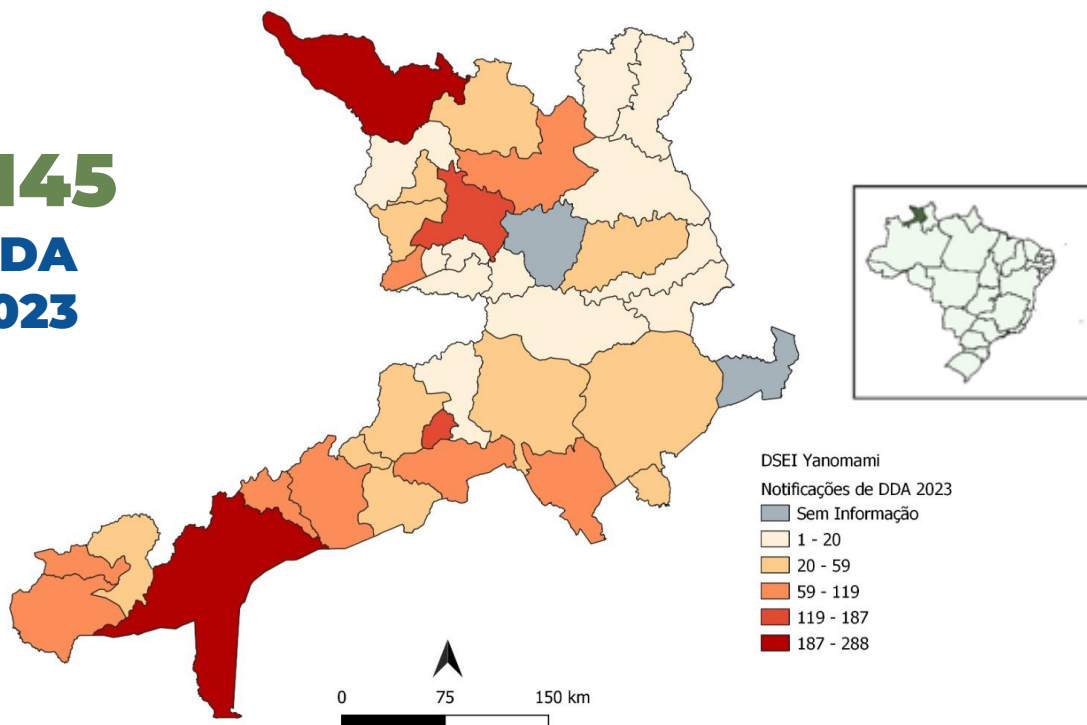 145
DA
023
DSEI Yanomami
Notificações de DDA 2023
Sem Informação
1 - 20
20 - 59
59 - 119
119 - 187
187 - 288
0 75 150 km